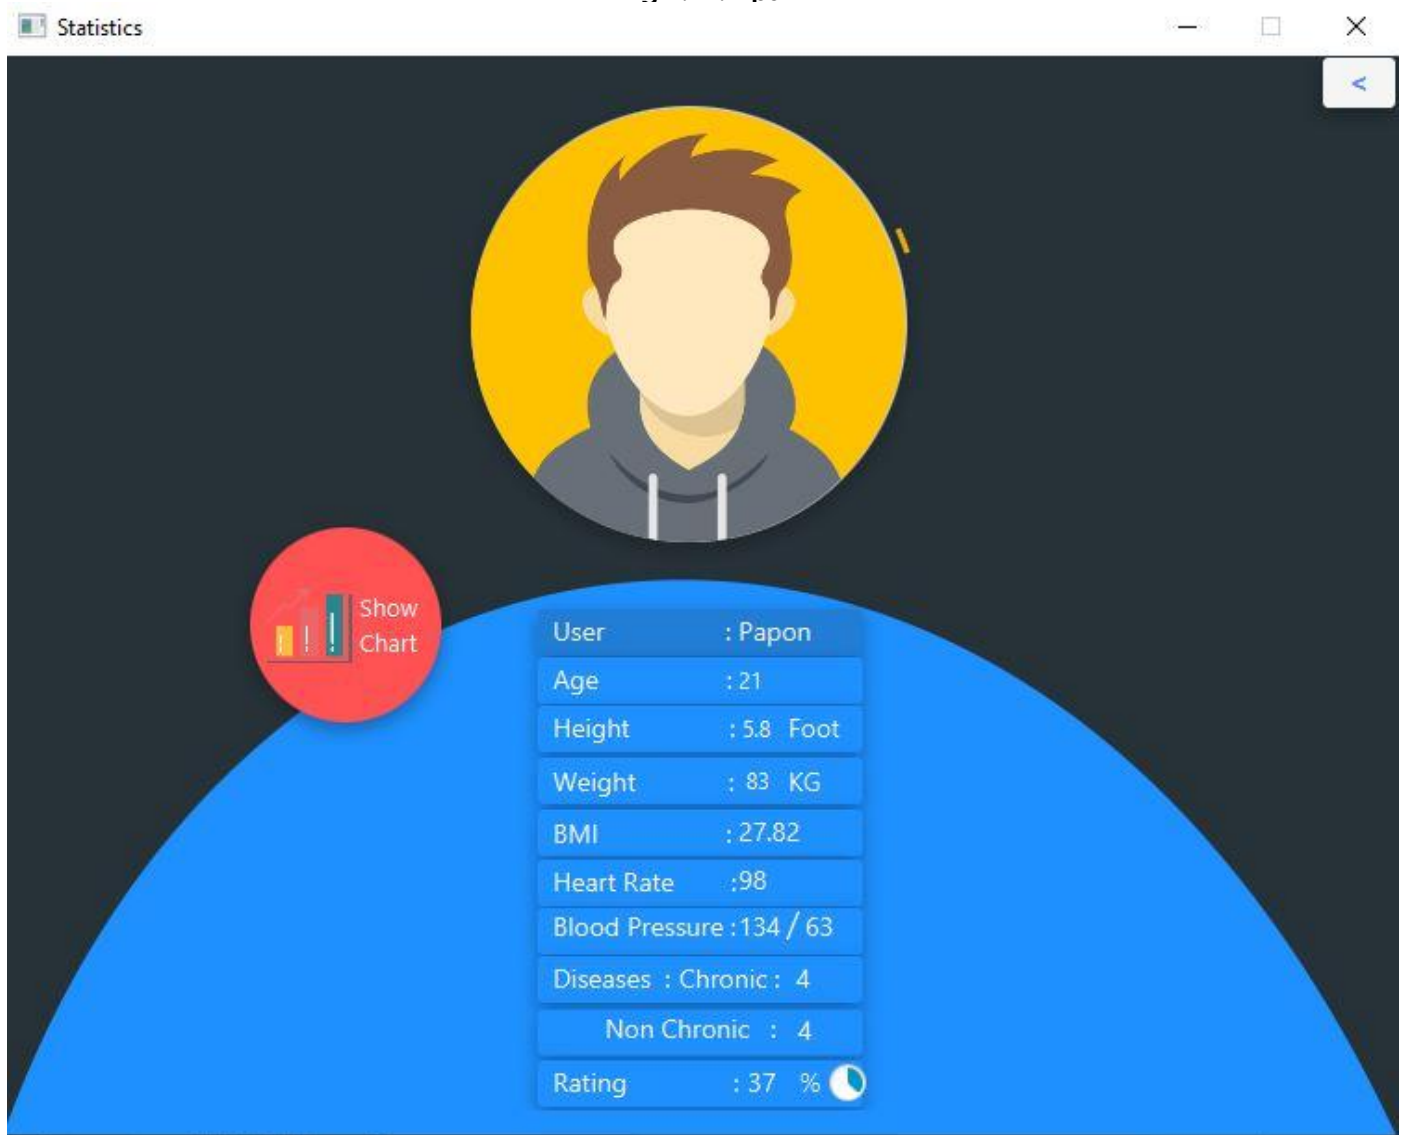 Statistics
<
Show
Chart
User : Papon
Age : 21
Height : 5.8 Foot
Weight : 83 KG
BMI : 27.82
Heart Rate :98
Blood Pressure :134 / 63
Diseases : Chronic : 4
Non Chronic : 4
Rating : 37 %